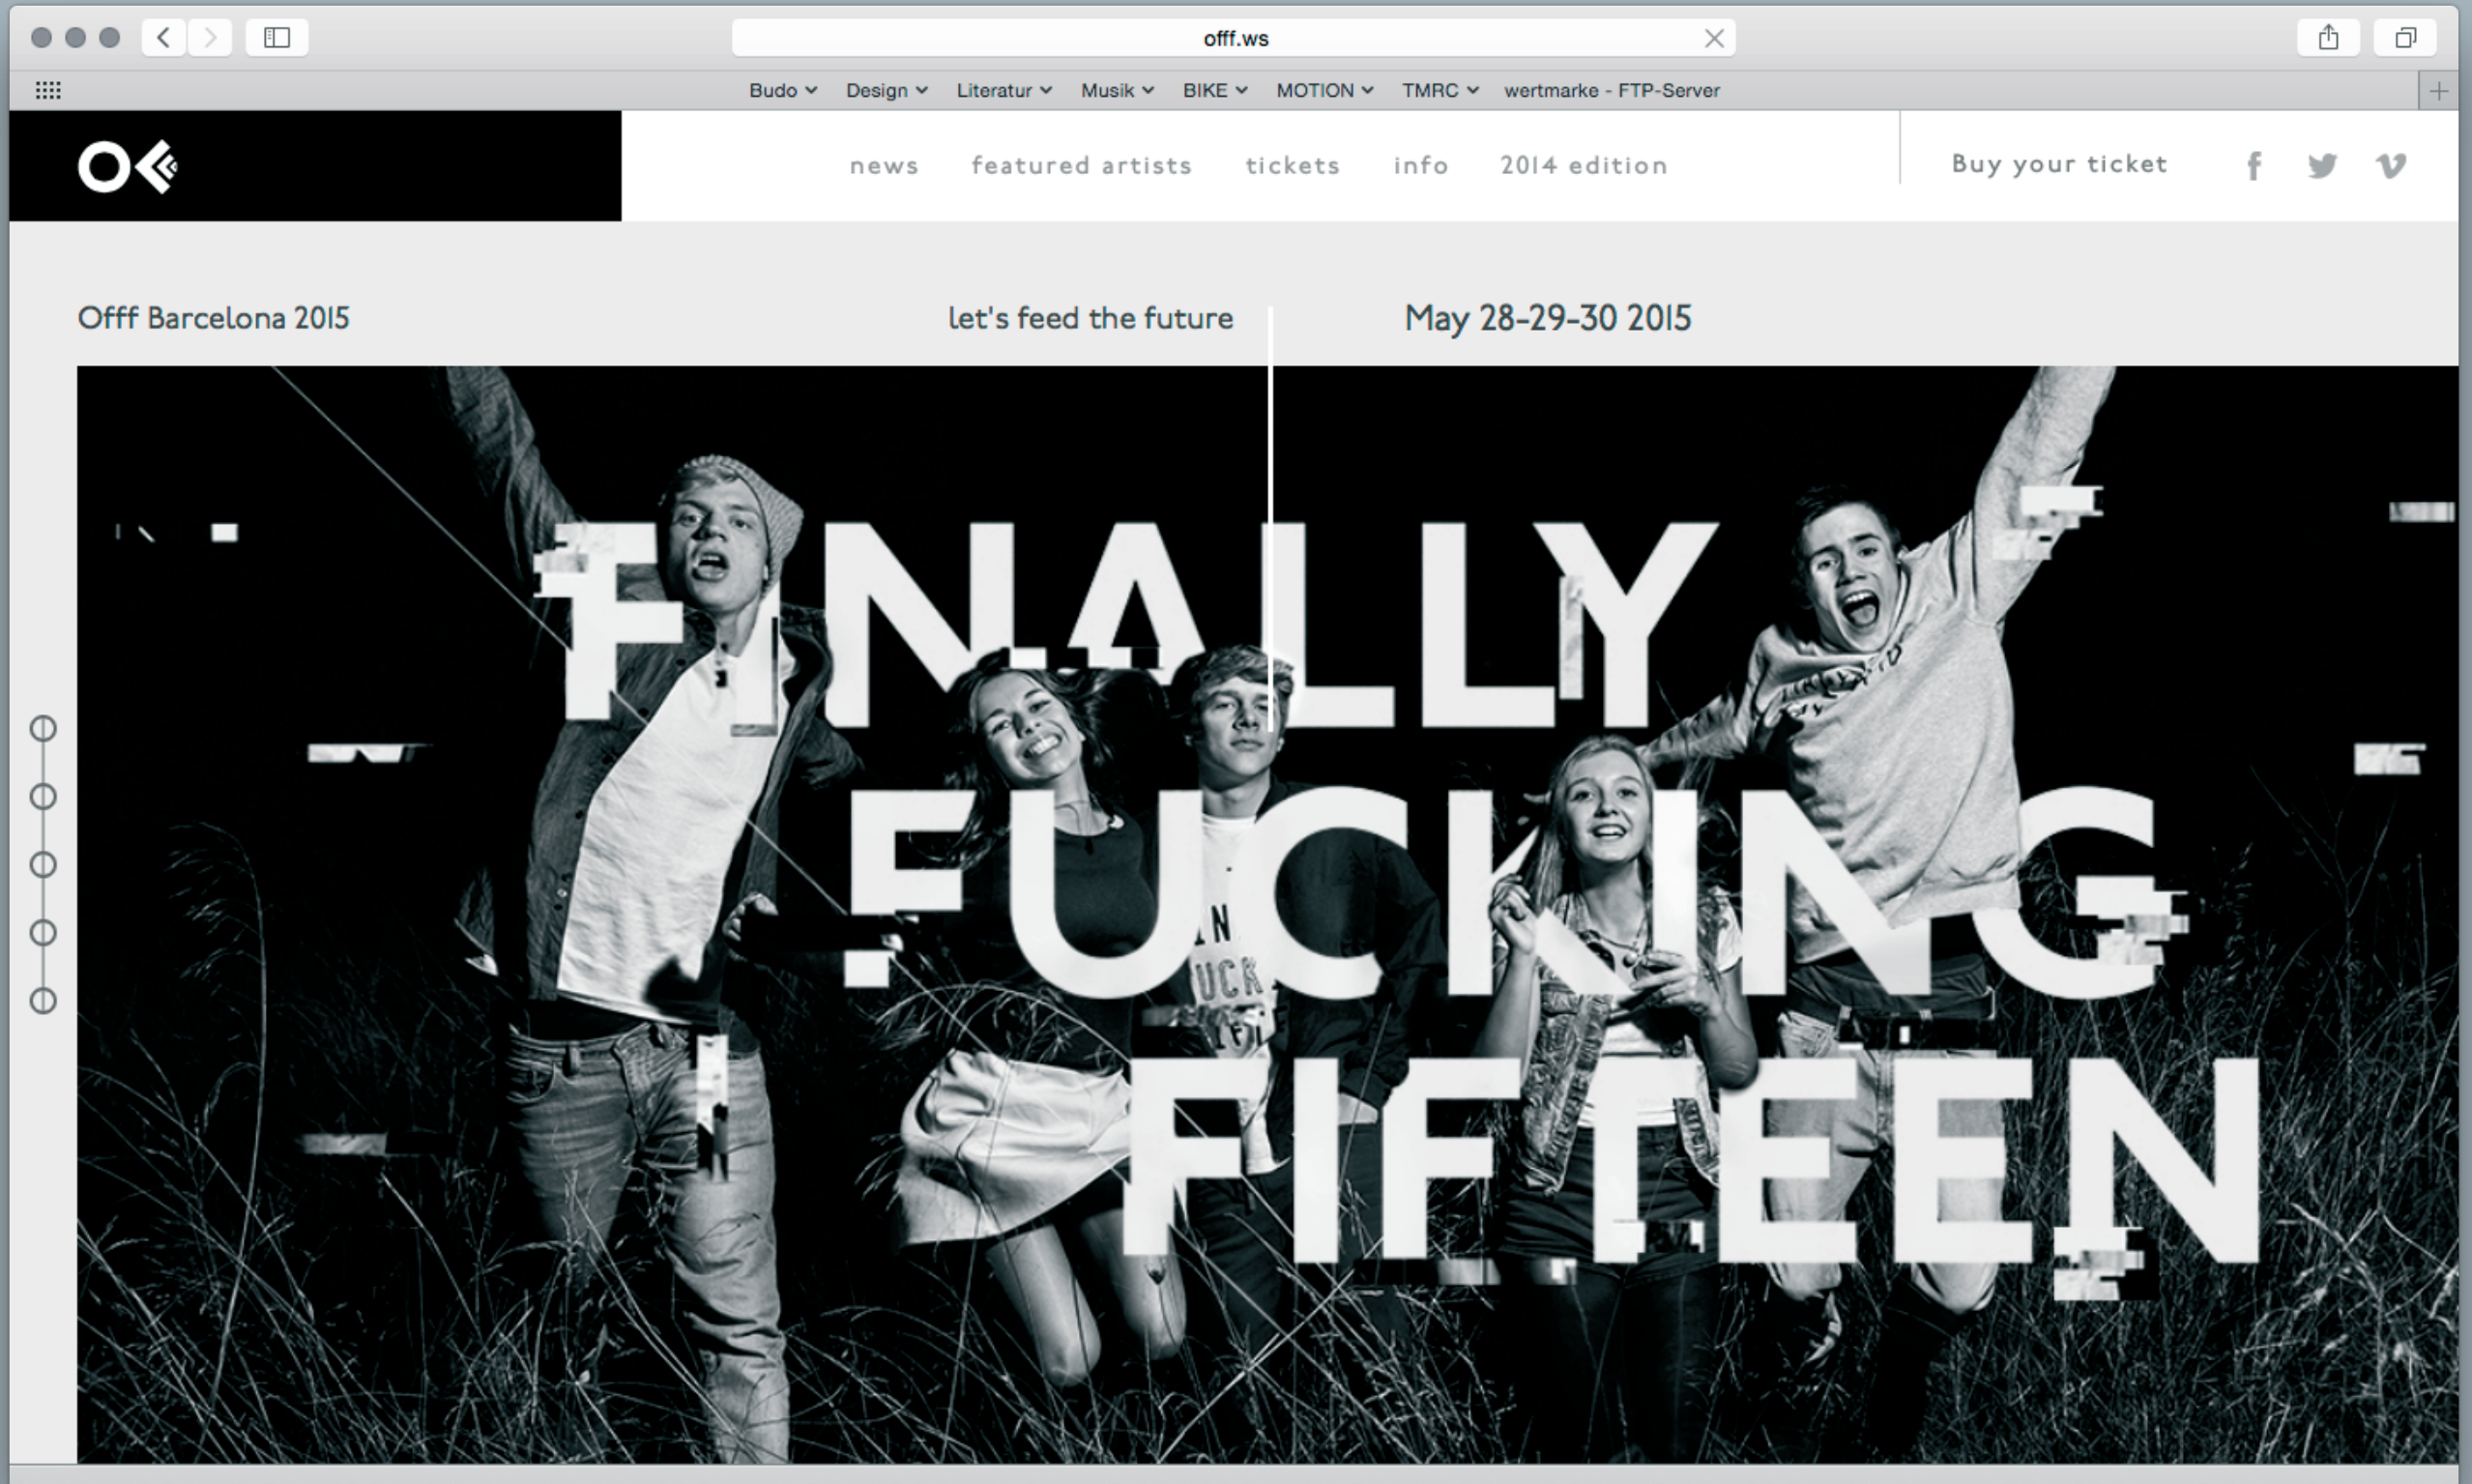 offf.ws
Budo Design Literatur Musik BIKE MOTION TMRC wertmarke - FTP-Server
news featured artists tickets info 2014 edition Buy your ticket
Offf Barcelona 2015 let's feed the future May 28-29-30 2015
FINALLY
FUCKING
FIFTEEN